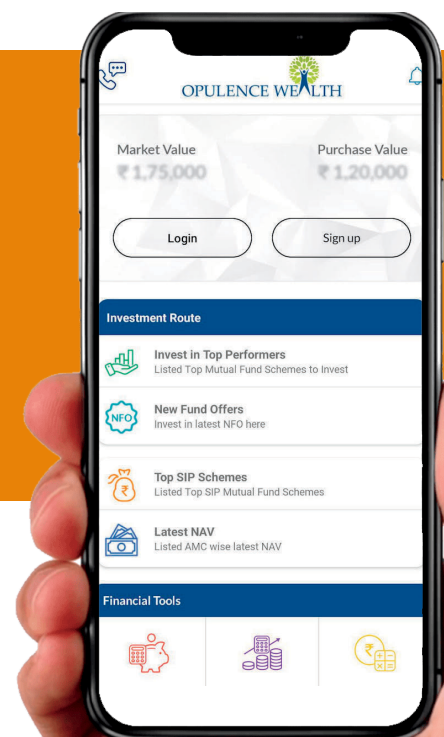 OPULENCE WEALTH
Market Value
Purchase Value
₹ 1,75,000
₹ 1,20,000
Login
Sign up
Investment Route
Invest in Top Performers
Listed Top Mutual Fund Schemes to Invest
NFO
New Fund Offers
Invest in latest NFO here
Top SIP Schemes
Listed Top SIP Mutual Fund Schemes
₹
Latest NAV
Listed AMC wise latest NAV
Financial Tools
₹